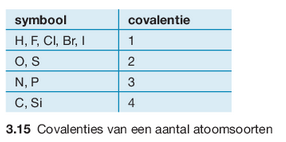 symbool covalentie
H, F, Cl, Br, I 1
O, S 2
N, P 3
C, Si 4
3.15 Covalenties van een aantal atoomsoorten